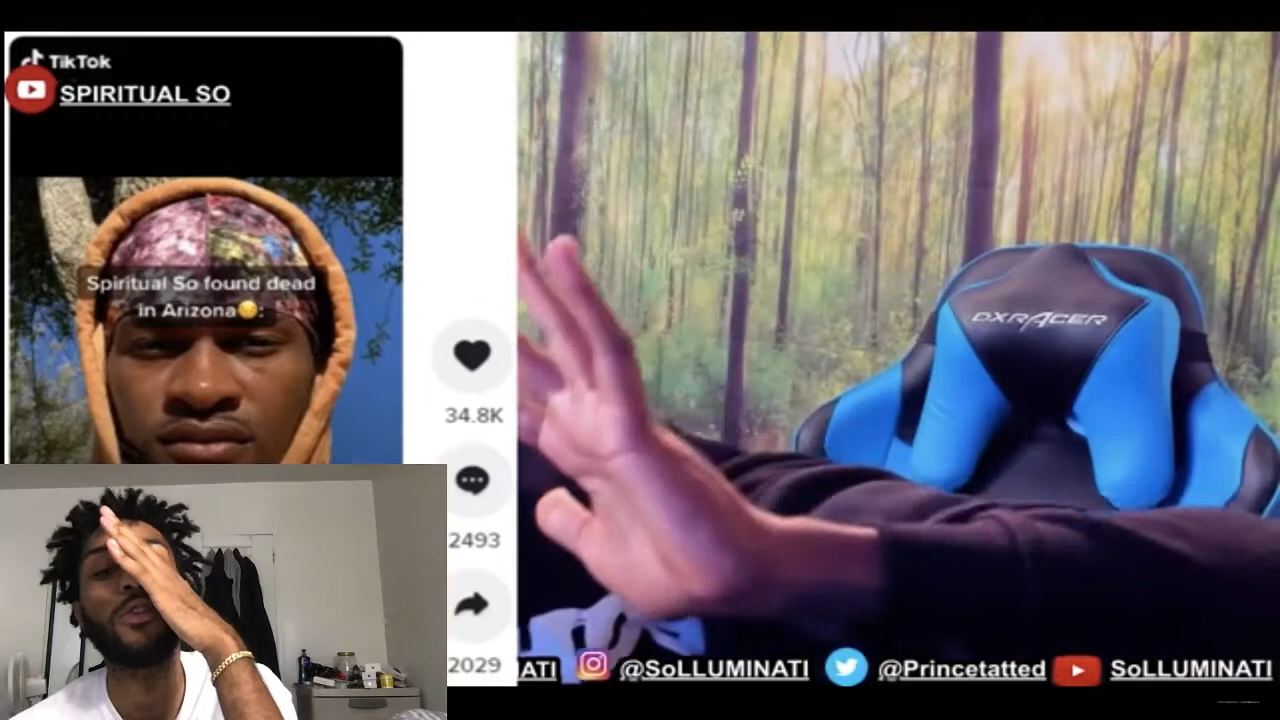 TikTok
SPIRITUAL SO
Spiritual So found dead
in Arizona😔:
34.8K
2493
2029
DXRACER
ATI
@SoLLUMINATI
@Princetatted
SoLLUMINATI